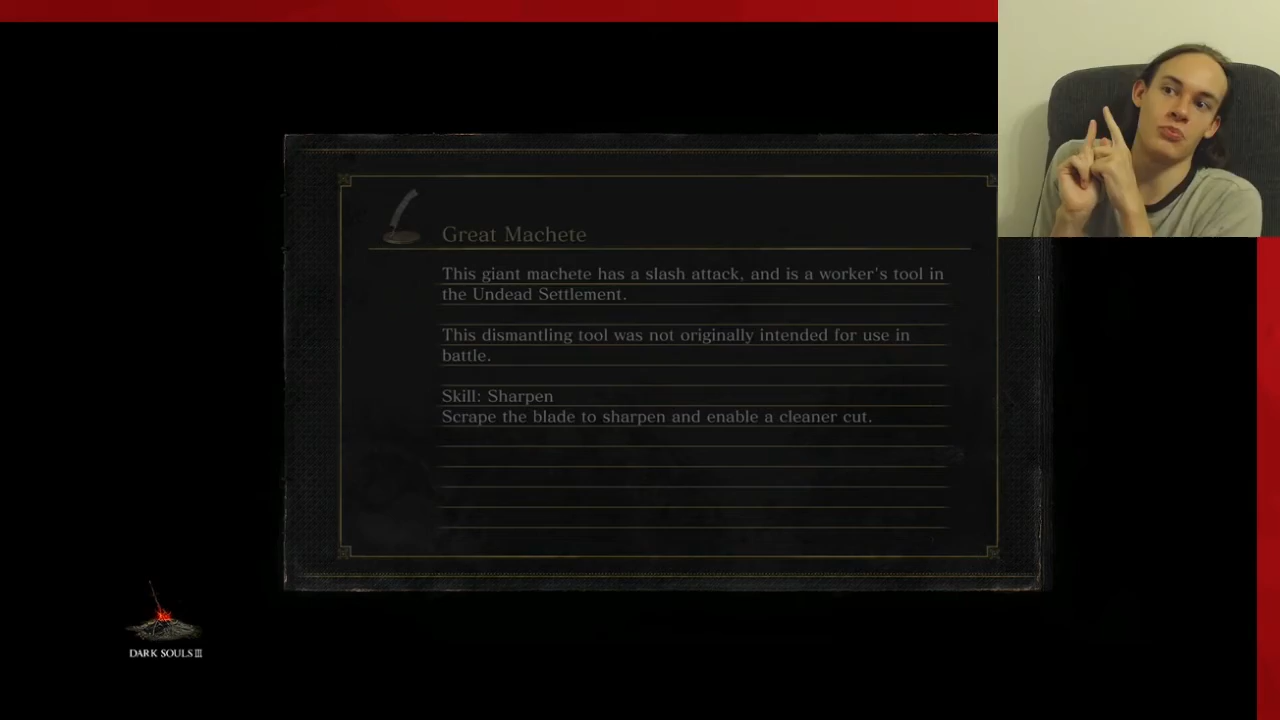 Great Machete
This giant machete has a slash attack, and is a worker's tool in
the Undead Settlement.
This dismantling tool was not originally intended for use in
battle.
Skill: Sharpen
Scrape the blade to sharpen and enable a cleaner cut.
DARK SOULS III